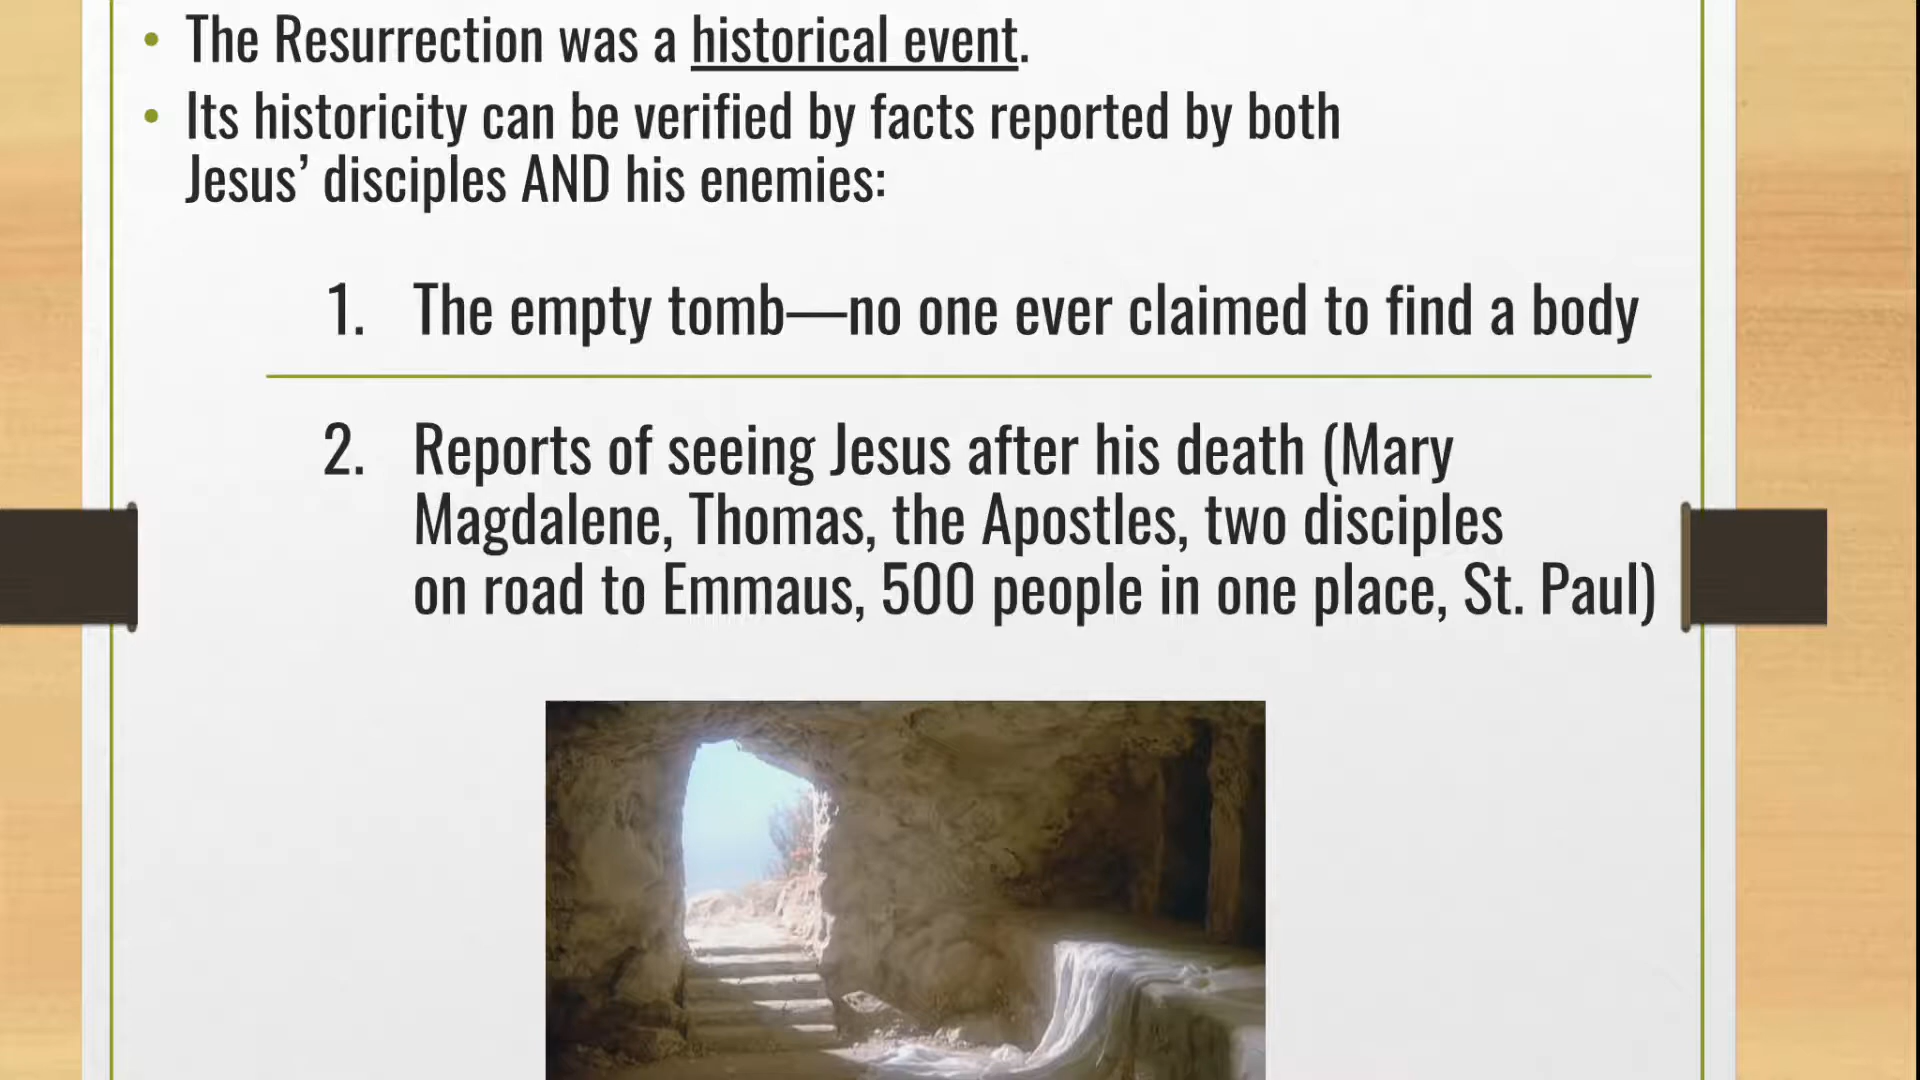 • The Resurrection was a historical event.
• Its historicity can be verified by facts reported by both
Jesus’ disciples AND his enemies:
1. The empty tomb—no one ever claimed to find a body
2. Reports of seeing Jesus after his death (Mary
Magdalene, Thomas, the Apostles, two disciples
on road to Emmaus, 500 people in one place, St. Paul)